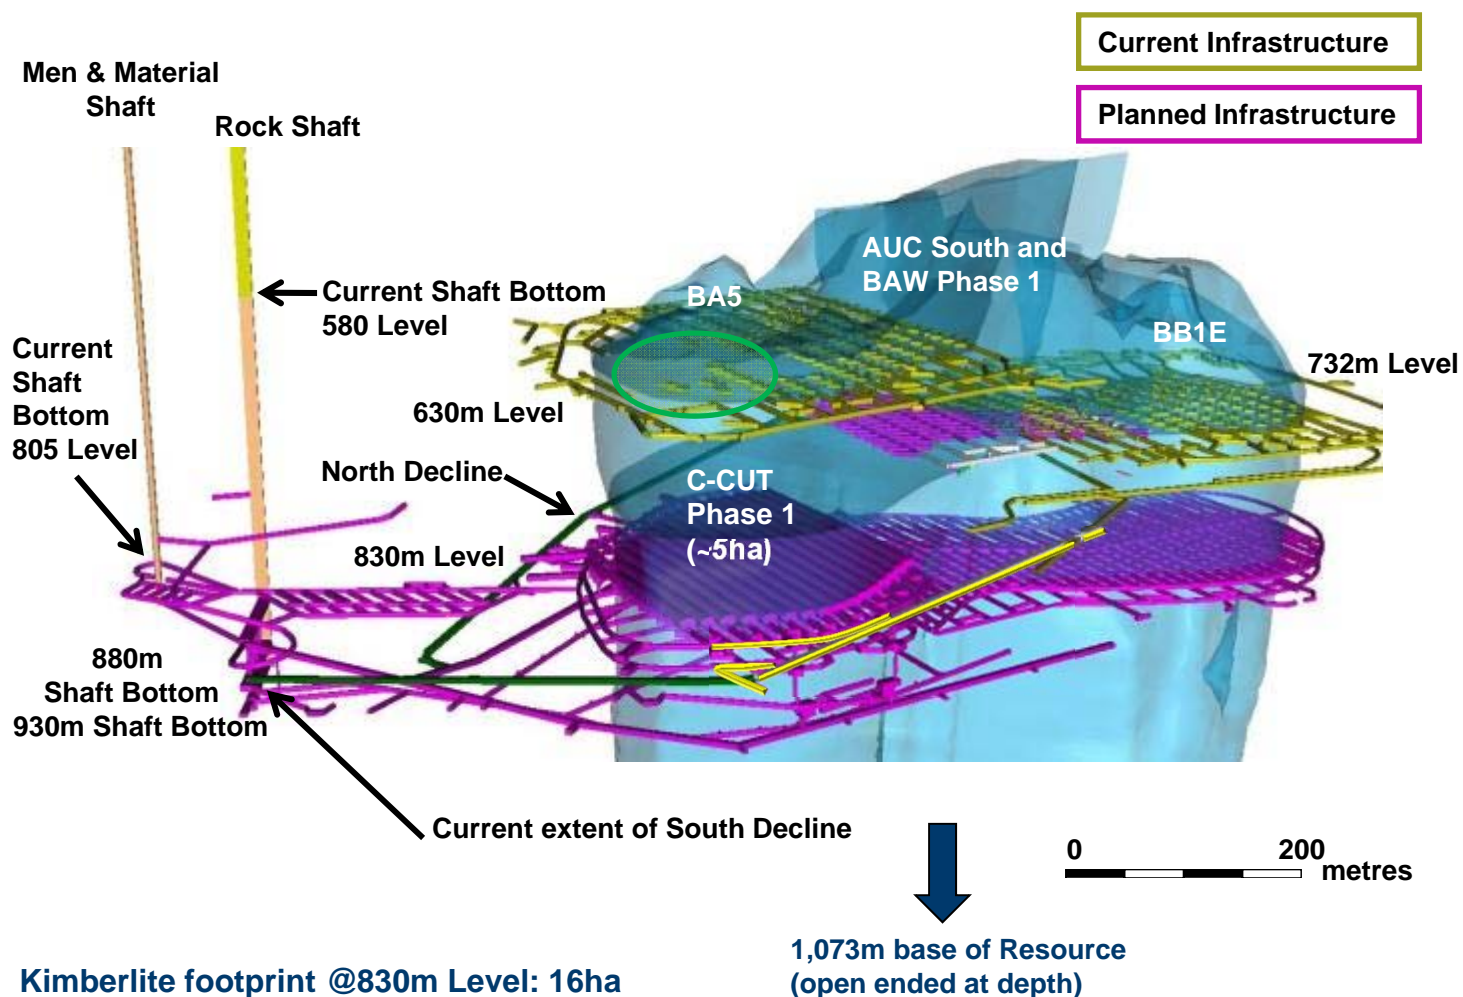 Current Infrastructure
Planned Infrastructure
Men & Material
Shaft
Rock Shaft
AUC South and
BAW Phase 1
BA5
BB1E
Current Shaft Bottom
580 Level
732m Level
Current
Shaft
Bottom
805 Level
630m Level
North Decline
C-CUT
Phase 1
(~5ha)
830m Level
880m
Shaft Bottom
930m Shaft Bottom
Current extent of South Decline
0 200
metres
1,073m base of Resource
(open ended at depth)
Kimberlite footprint @830m Level: 16ha